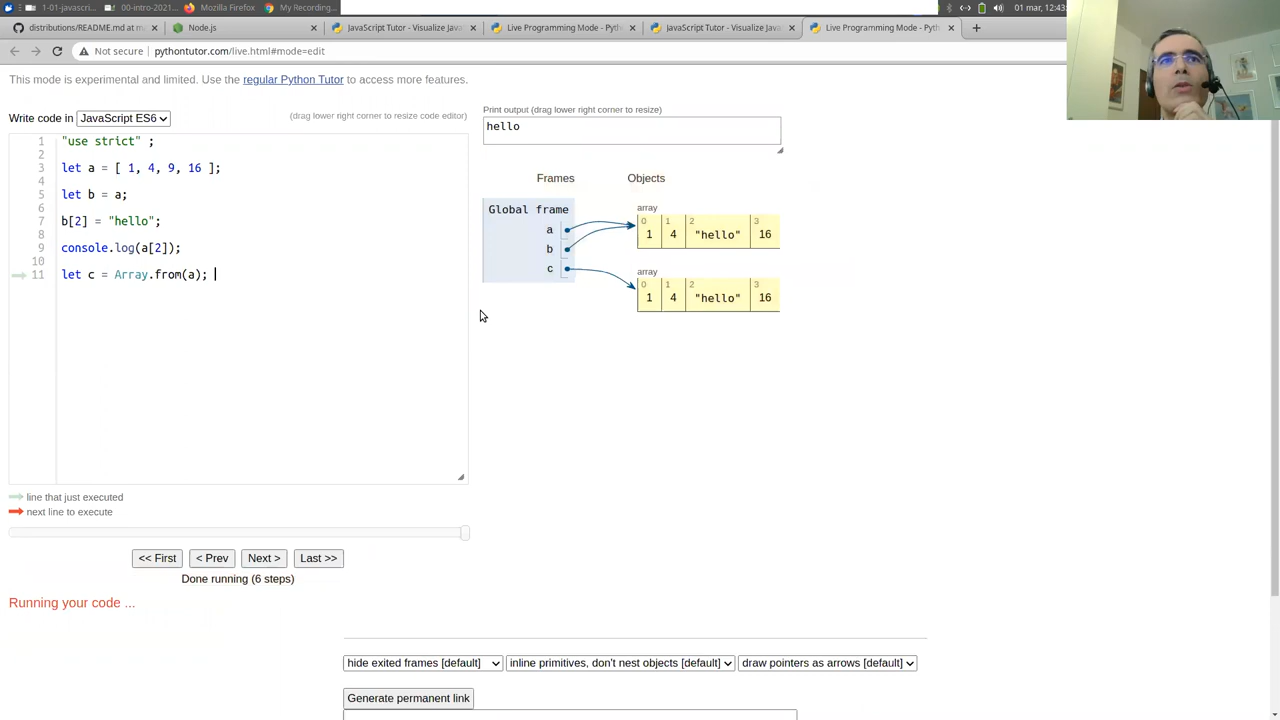 1-01-javascri...
00-intro-2021...
Mozilla Firefox
My Recording...
01 mar, 12:43
distributions/README.md at m
Node.js
JavaScript Tutor - Visualize Java
Live Programming Mode - Pyth
JavaScript Tutor - Visualize Java
Live Programming Mode - Pyth
Not secure pythontutor.com/live.html#mode=edit
This mode is experimental and limited. Use the regular Python Tutor to access more features.
Write code in JavaScript ES6
(drag lower right corner to resize code editor)
1 "use strict" ;
2
3 let a = [ 1, 4, 9, 16 ];
4
5 let b = a;
6
7 b[2] = "hello";
8
9 console.log(a[2]);
10
11 let c = Array.from(a);
line that just executed
next line to execute
<< First < Prev Next > Last >>
Done running (6 steps)
Running your code ...
Print output (drag lower right corner to resize)
hello
Frames Objects
Global frame
a
b
c
array
0 1 2 3
1 4 "hello" 16
array
0 1 2 3
1 4 "hello" 16
hide exited frames [default] inline primitives, don't nest objects [default] draw pointers as arrows [default]
Generate permanent link